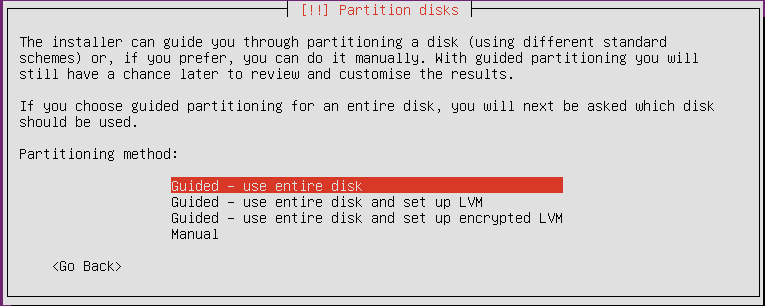 [!!] Partition disks
The installer can guide you through partitioning a disk (using different standard
schemes) or, if you prefer, you can do it manually. With guided partitioning you will
still have a chance later to review and customise the results.
If you choose guided partitioning for an entire disk, you will next be asked which disk
should be used.
Partitioning method:
Guided - use entire disk
Guided - use entire disk and set up LVM
Guided - use entire disk and set up encrypted LVM
Manual
<Go Back>